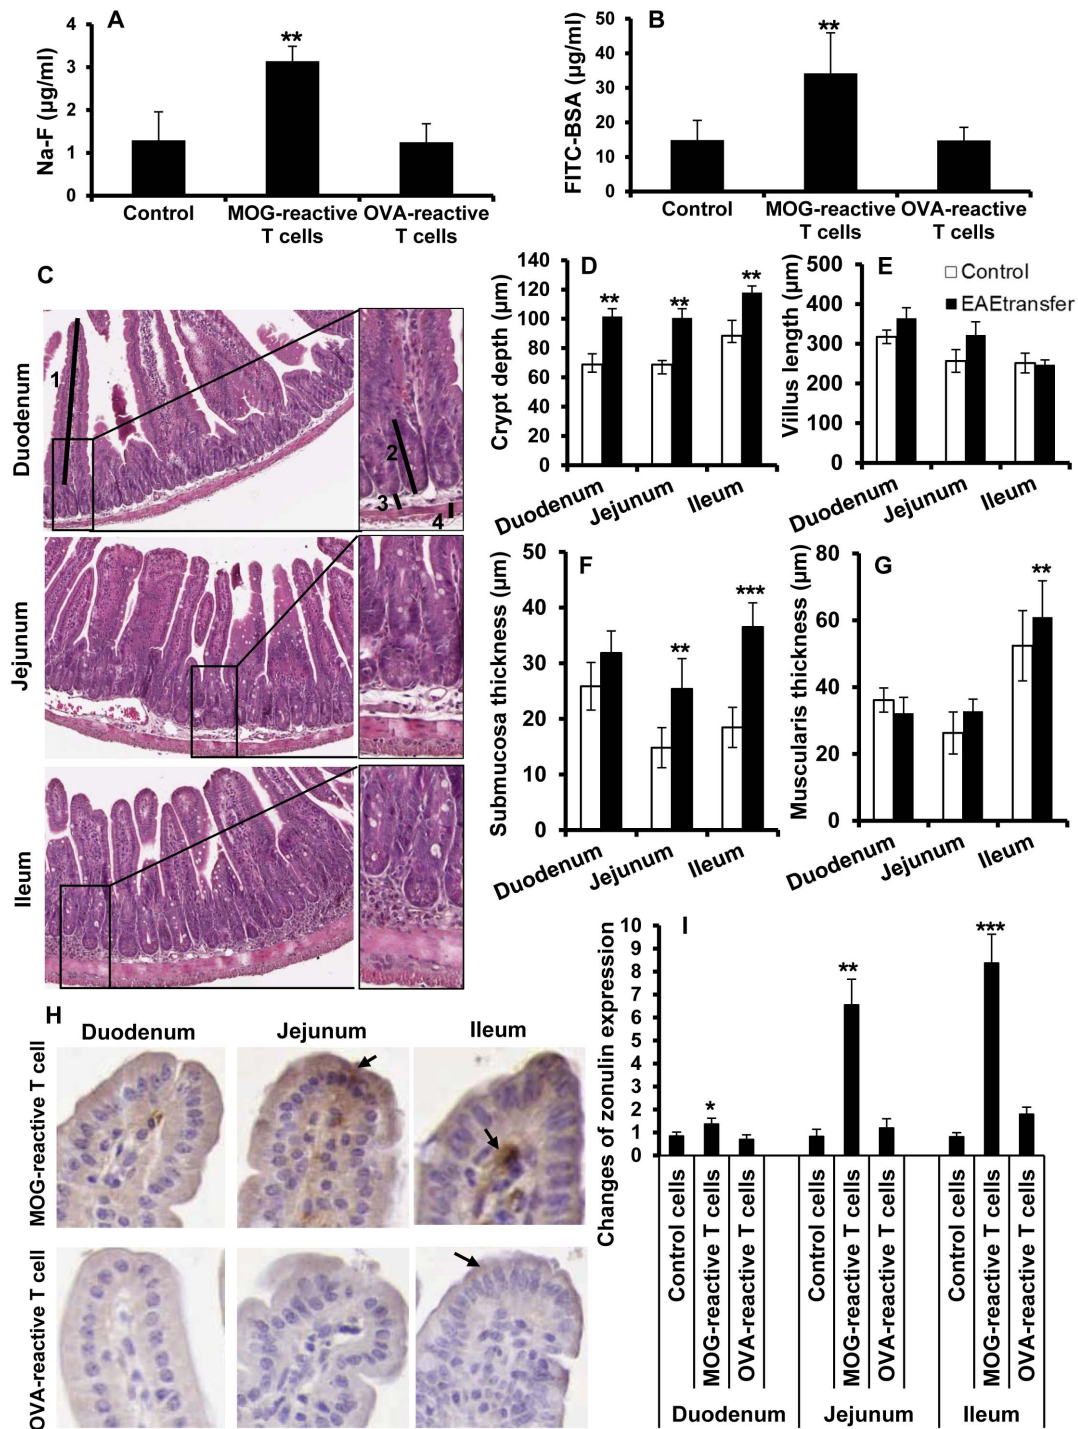 A
Na-F (µg/ml)
4
3
2
1
0
**
Control
MOG-reactive
T cells
OVA-reactive
T cells
B
FITC-BSA (µg/ml)
50
40
30
20
10
0
**
Control
MOG-reactive
T cells
OVA-reactive
T cells
C
Duodenum
1
2
3
4
Jejunum
Ileum
D
Crypt depth (µm)
140
120
100
80
60
40
20
0
**
**
**
Duodenum
Jejunum
Ileum
E
Villus length (µm)
500
400
300
200
100
0
Control
EAEtransfer
Duodenum
Jejunum
Ileum
F
Submucosa thickness (µm)
50
40
30
20
10
0
**
***
Duodenum
Jejunum
Ileum
G
Muscularis thickness (µm)
80
60
40
20
0
**
Duodenum
Jejunum
Ileum
H
Duodenum
Jejunum
Ileum
MOG-reactive T cell
OVA-reactive T cell
I
Changes of zonulin expression
10
9
8
7
6
5
4
3
2
1
0
*
**
***
Control cells
MOG-reactive T cells
OVA-reactive T cells
Control cells
MOG-reactive T cells
OVA-reactive T cells
Control cells
MOG-reactive T cells
OVA-reactive T cells
Duodenum
Jejunum
Ileum